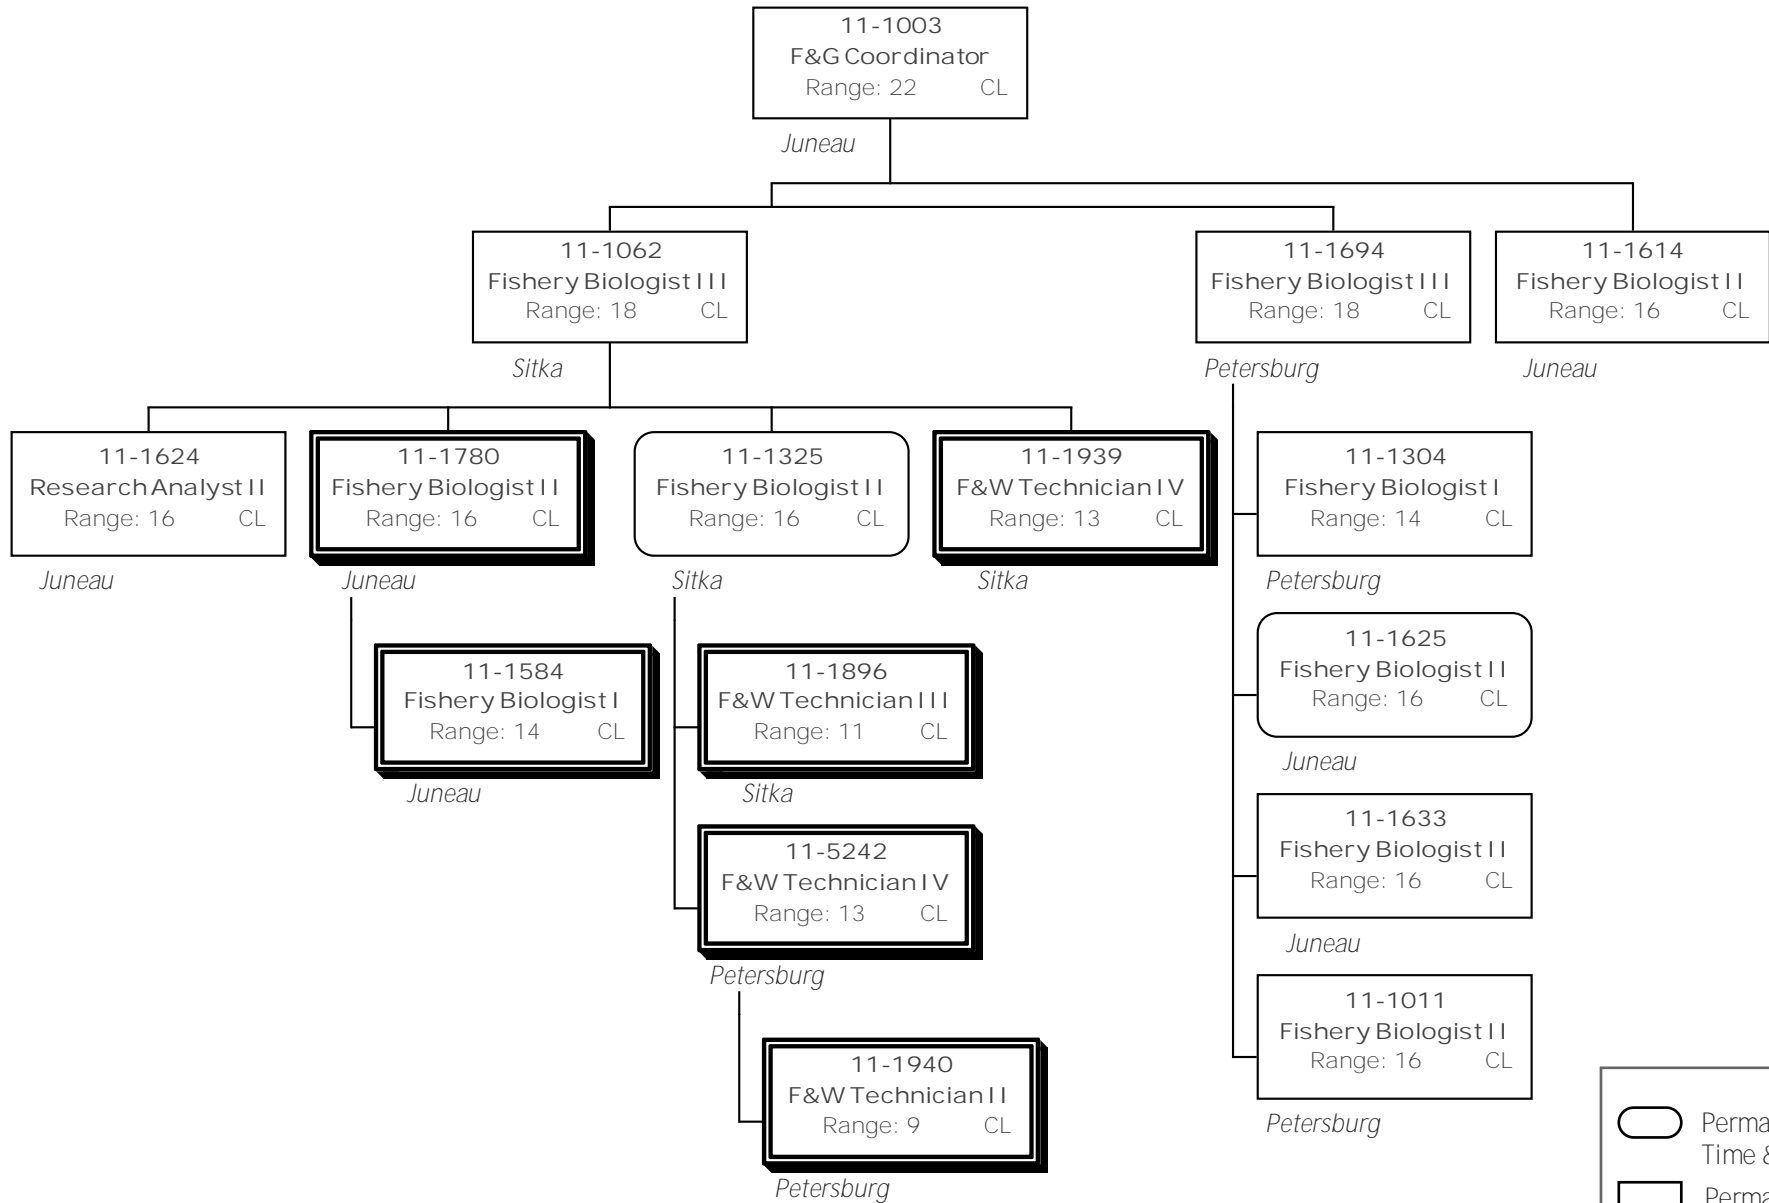 11-1003
F&G Coordinator
Range: 22 CL
Juneau
11-1062
Fishery Biologist III
Range: 18 CL
Sitka
11-1694
Fishery Biologist III
Range: 18 CL
Petersburg
11-1614
Fishery Biologist II
Range: 16 CL
Juneau
11-1624
Research Analyst II
Range: 16 CL
Juneau
11-1780
Fishery Biologist II
Range: 16 CL
Juneau
11-1325
Fishery Biologist II
Range: 16 CL
Sitka
11-1939
F&W Technician IV
Range: 13 CL
Sitka
11-1304
Fishery Biologist I
Range: 14 CL
Petersburg
11-1584
Fishery Biologist I
Range: 14 CL
Juneau
11-1896
F&W Technician III
Range: 11 CL
Sitka
11-1625
Fishery Biologist II
Range: 16 CL
Juneau
11-5242
F&W Technician IV
Range: 13 CL
Petersburg
11-1633
Fishery Biologist II
Range: 16 CL
Juneau
11-1940
F&W Technician II
Range: 9 CL
Petersburg
11-1011
Fishery Biologist II
Range: 16 CL
Petersburg
Perma
Time &
Perma